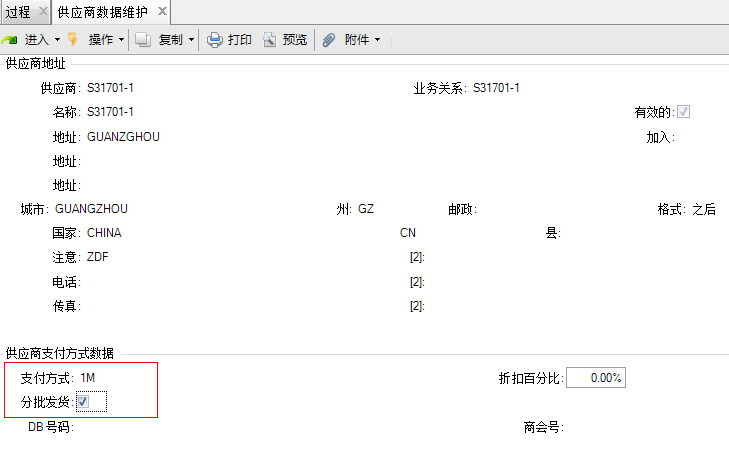 过程 供应商数据维护
进入 操作 复制 打印 预览 附件
供应商地址
供应商: S31701-1 业务关系: S31701-1
名称: S31701-1 有效的:
地址: GUANZGHOU 加入:
地址:
地址:
城市: GUANGZHOU 州: GZ 邮政: 格式: 之后
国家: CHINA CN 县:
注意: ZDF [2]:
电话: [2]:
传真: [2]:
供应商支付方式数据
支付方式: 1M 折扣百分比: 0.00%
分批发货:
DB 号码: 商会号: